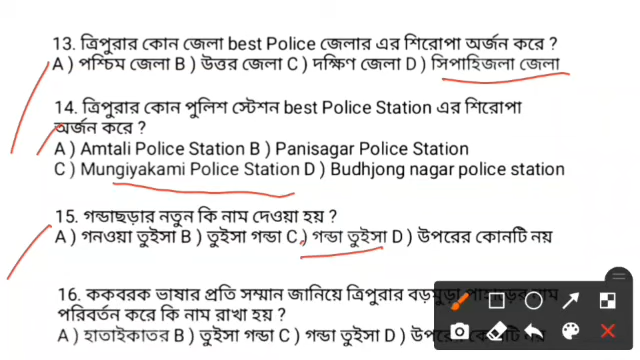 13. ত্রিপুরার কোন জেলা best Police জেলার এর শিরোপা অর্জন করে ?
A ) পশ্চিম জেলা B ) উত্তর জেলা C ) দক্ষিণ জেলা D ) সিপাহিজলা জেলা
14. ত্রিপুরার কোন পুলিশ স্টেশন best Police Station এর শিরোপা
অর্জন করে ?
A ) Amtali Police Station B ) Panisagar Police Station
C ) Mungiyakami Police Station D ) Budhjong nagar police station
15. গন্ডাছড়ার নতুন কি নাম দেওয়া হয় ?
A ) গনওয়া তুইসা B ) তুইসা গন্ডা C ) গন্ডা তুইসা D ) উপরের কোনটি নয়
16. ককবরক ভাষার প্রতি সম্মান জানিয়ে ত্রিপুরার বড়মুড়া পাহাড়ের নাম
পরিবর্তন করে কি নাম রাখা হয় ?
A ) হাতাইকাতর B ) তুইসা গন্ডা C ) গন্ডা তুইসা D ) উপরের কোনটি নয়